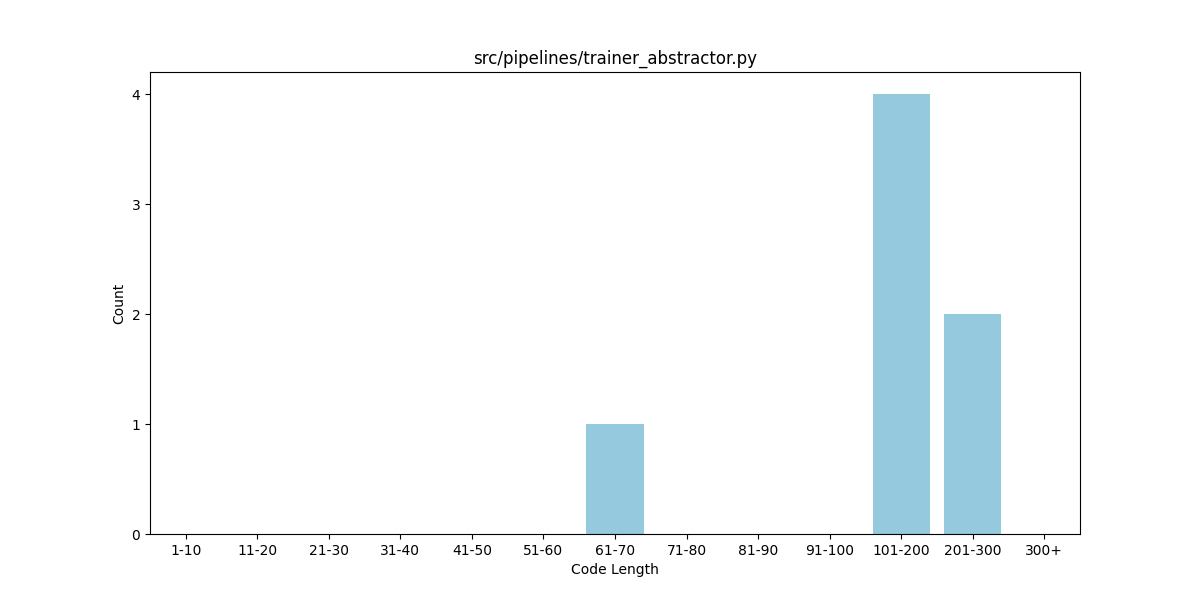 src/pipelines/trainer_abstractor.py
4
3
2
1
0
Count
1-10 11-20 21-30 31-40 41-50 51-60 61-70 71-80 81-90 91-100 101-200 201-300 300+
Code Length